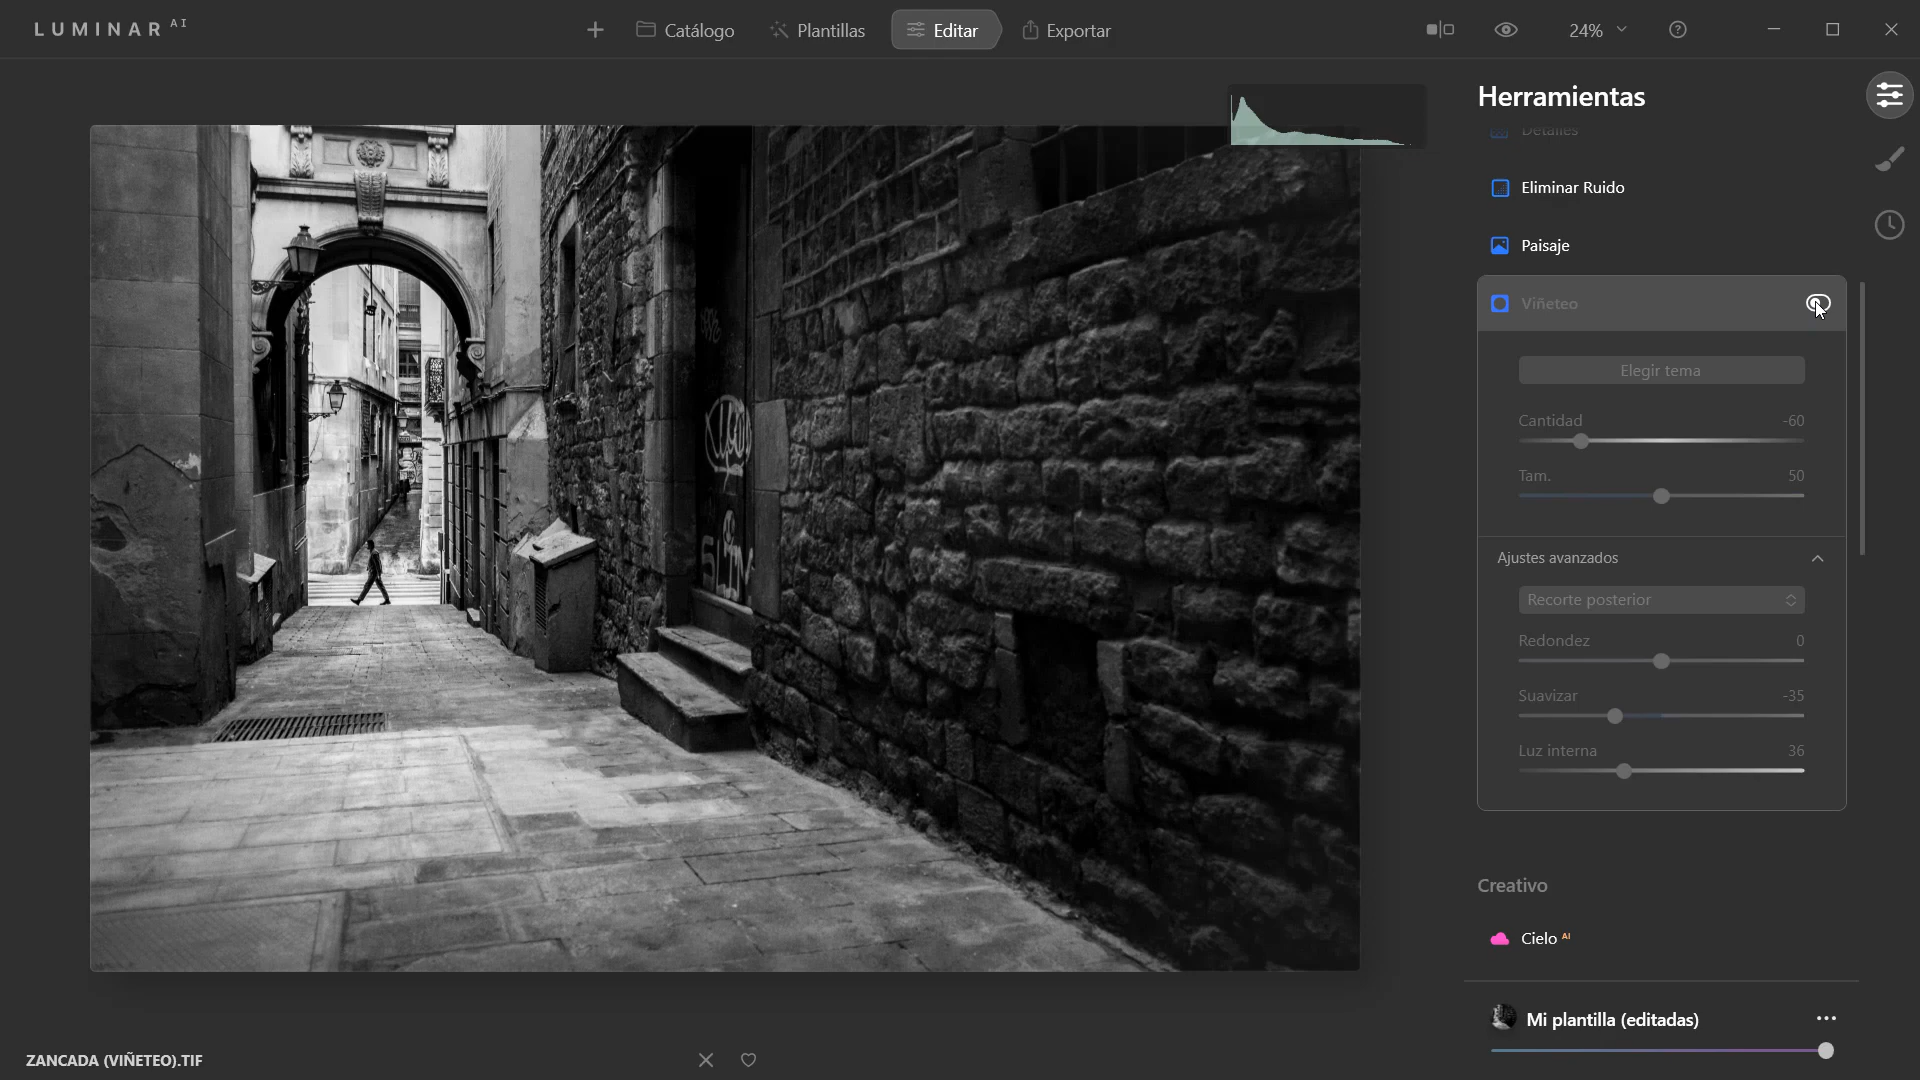 LUMINAR AI
Catálogo
Plantillas
Editar
Exportar
24%
Herramientas
Detalles
Eliminar Ruido
Paisaje
Viñeteo
Elegir tema
Cantidad -60
Tam. 50
Ajustes avanzados
Recorte posterior
Redondez 0
Suavizar -35
Luz interna 36
Creativo
Cielo AI
Mi plantilla (editadas)
ZANCADA (VIÑETEO).TIF